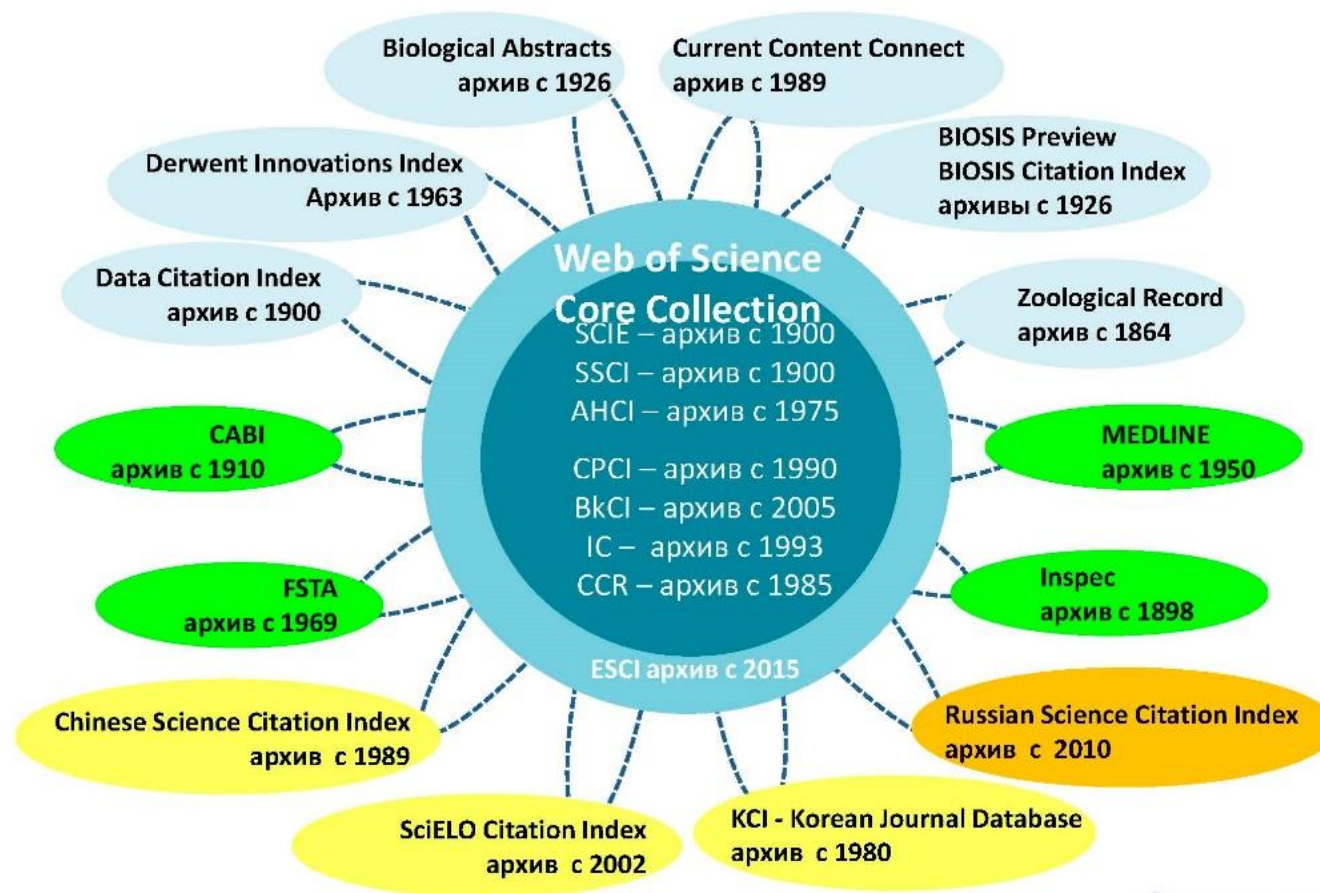 Biological Abstracts
архив с 1926
Current Content Connect
архив с 1989
Derwent Innovations Index
Архив с 1963
BIOSIS Preview
BIOSIS Citation Index
архивы с 1926
Data Citation Index
архив с 1900
Zoological Record
архив с 1864
Web of Science
Core Collection
SCIE – архив с 1900
SSCI – архив с 1900
AHCI – архив с 1975
CPCI – архив с 1990
BkCI – архив с 2005
IC – архив с 1993
CCR – архив с 1985
ESCI архив с 2015
CABI
архив с 1910
MEDLINE
архив с 1950
FSTA
архив с 1969
Inspec
архив с 1898
Chinese Science Citation Index
архив с 1989
Russian Science Citation Index
архив с 2010
SciELO Citation Index
архив с 2002
KCI - Korean Journal Database
архив с 1980